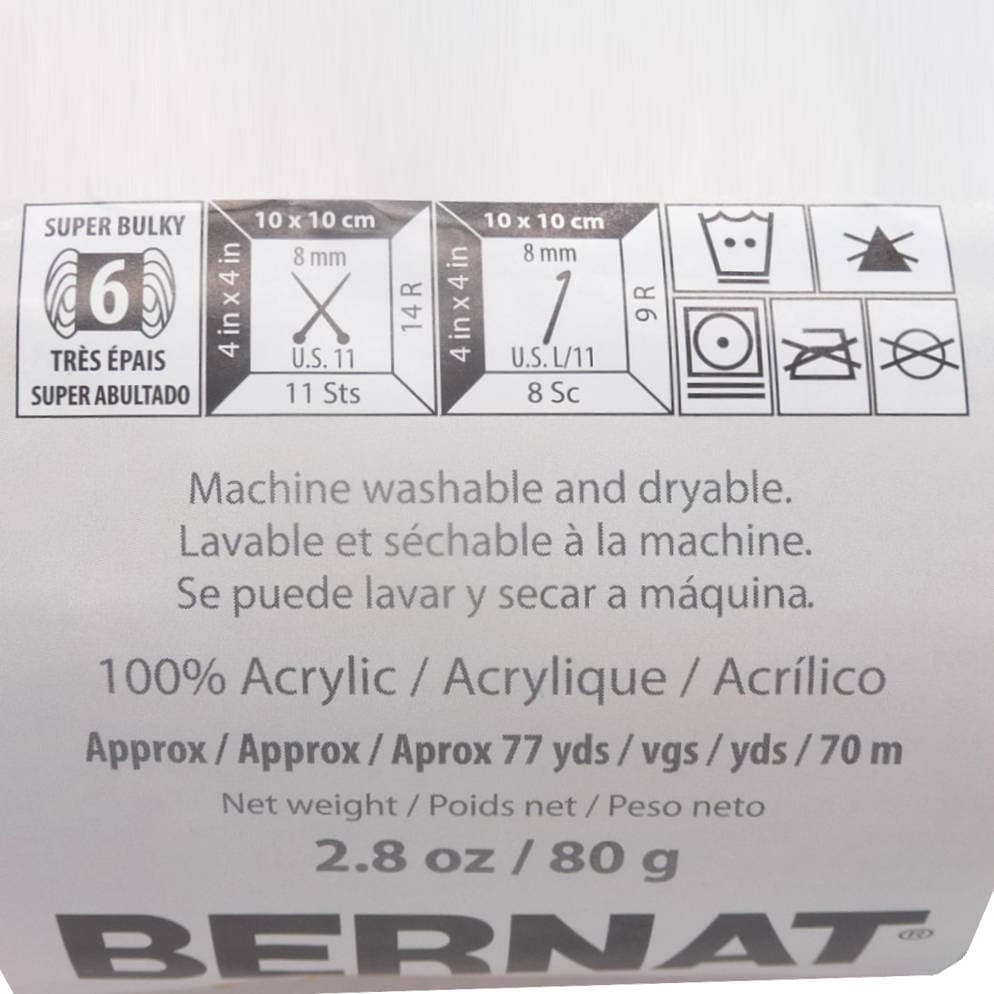 SUPER BULKY
6
TRÈS ÉPAIS
SUPER ABULTADO
10 x 10 cm
4 in x 4 in
8 mm
U.S. 11
14 R
11 Sts
10 x 10 cm
4 in x 4 in
8 mm
U.S. L/11
9 R
8 Sc
Machine washable and dryable.
Lavable et séchable à la machine.
Se puede lavar y secar a máquina.
100% Acrylic / Acrylique / Acrílico
Approx / Approx / Aprox 77 yds / vgs / yds / 70 m
Net weight / Poids net / Peso neto
2.8 oz / 80 g
BERNAT®